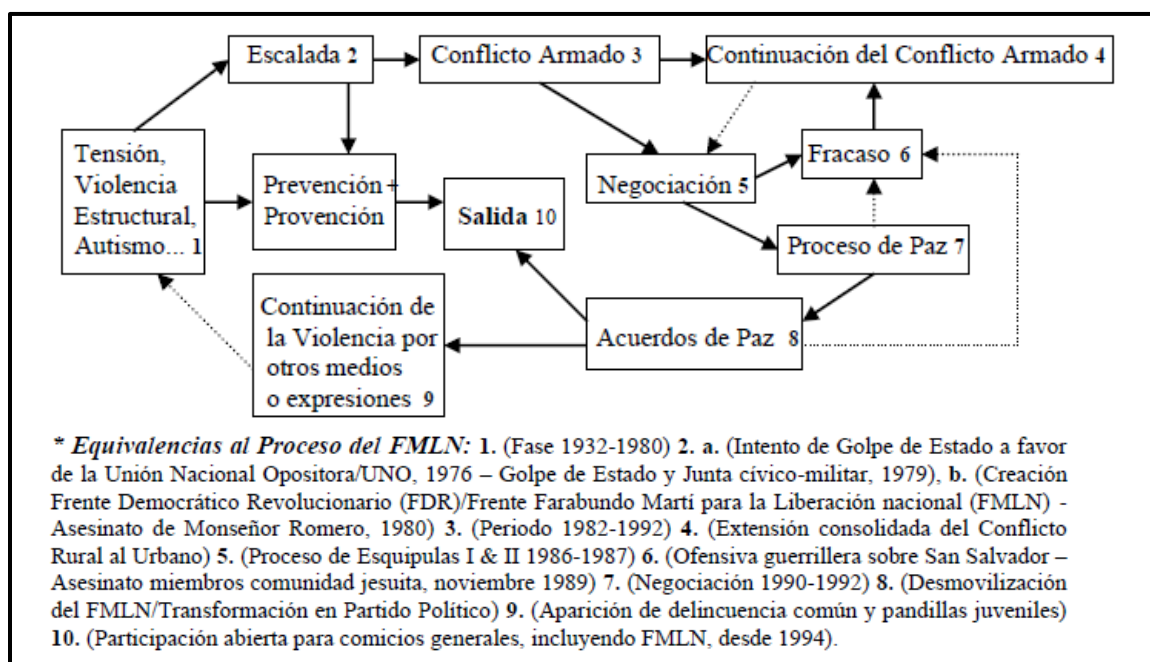 Escalada 2
Conflicto Armado 3
Continuación del Conflicto Armado 4
Tensión,
Violencia
Estructural,
Autismo... 1
Prevención +
Provención
Salida 10
Negociación 5
Fracaso 6
Proceso de Paz 7
Continuación de
la Violencia por
otros medios
o expresiones 9
Acuerdos de Paz 8
* Equivalencias al Proceso del FMLN: 1. (Fase 1932-1980) 2. a. (Intento de Golpe de Estado a favor
de la Unión Nacional Opositora/UNO, 1976 – Golpe de Estado y Junta cívico-militar, 1979), b. (Creación
Frente Democrático Revolucionario (FDR)/Frente Farabundo Martí para la Liberación nacional (FMLN) -
Asesinato de Monseñor Romero, 1980) 3. (Periodo 1982-1992) 4. (Extensión consolidada del Conflicto
Rural al Urbano) 5. (Proceso de Esquipulas I & II 1986-1987) 6. (Ofensiva guerrillera sobre San Salvador –
Asesinato miembros comunidad jesuita, noviembre 1989) 7. (Negociación 1990-1992) 8. (Desmovilización
del FMLN/Transformación en Partido Político) 9. (Aparición de delincuencia común y pandillas juveniles)
10. (Participación abierta para comicios generales, incluyendo FMLN, desde 1994).